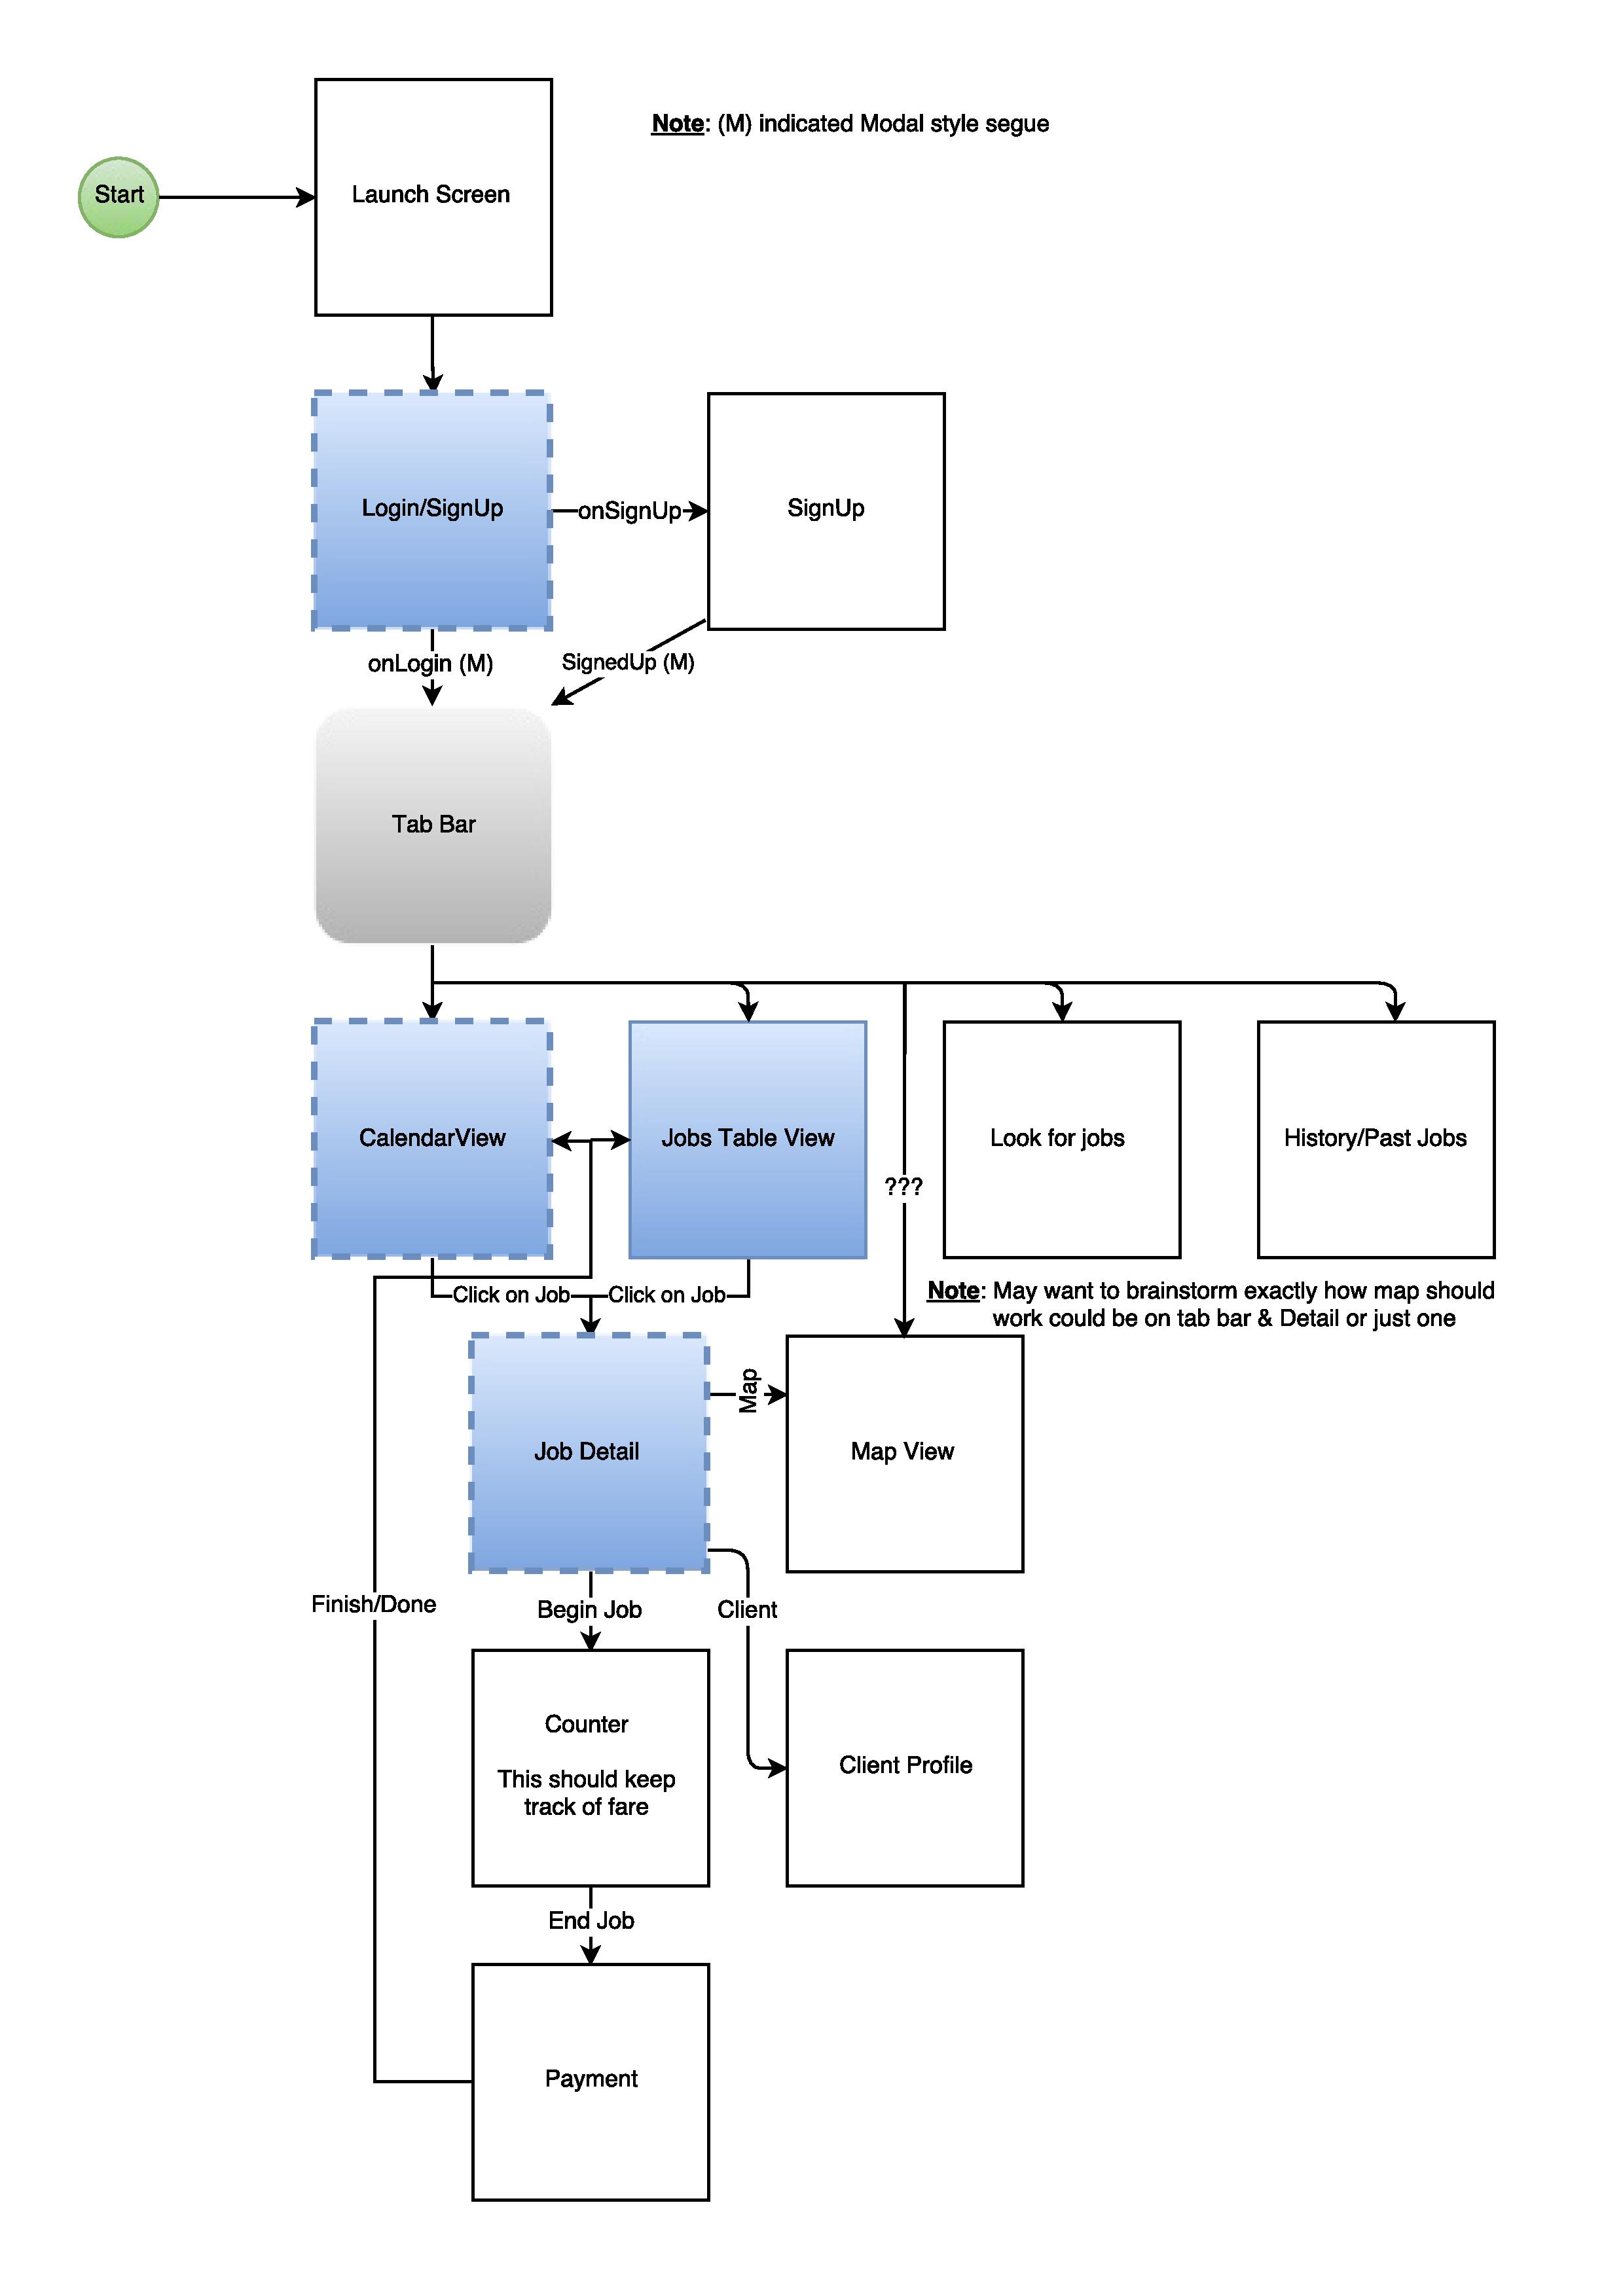 Note: (M) indicated Modal style segue
Start
Launch Screen
Login/SignUp
onSignUp
SignUp
onLogin (M)
SignedUp (M)
Tab Bar
CalendarView
Jobs Table View
Look for jobs
History/Past Jobs
???
Click on Job
Click on Job
Note: May want to brainstorm exactly how map should
work could be on tab bar & Detail or just one
Job Detail
Map
Map View
Finish/Done
Begin Job
Client
Counter
This should keep
track of fare
Client Profile
End Job
Payment